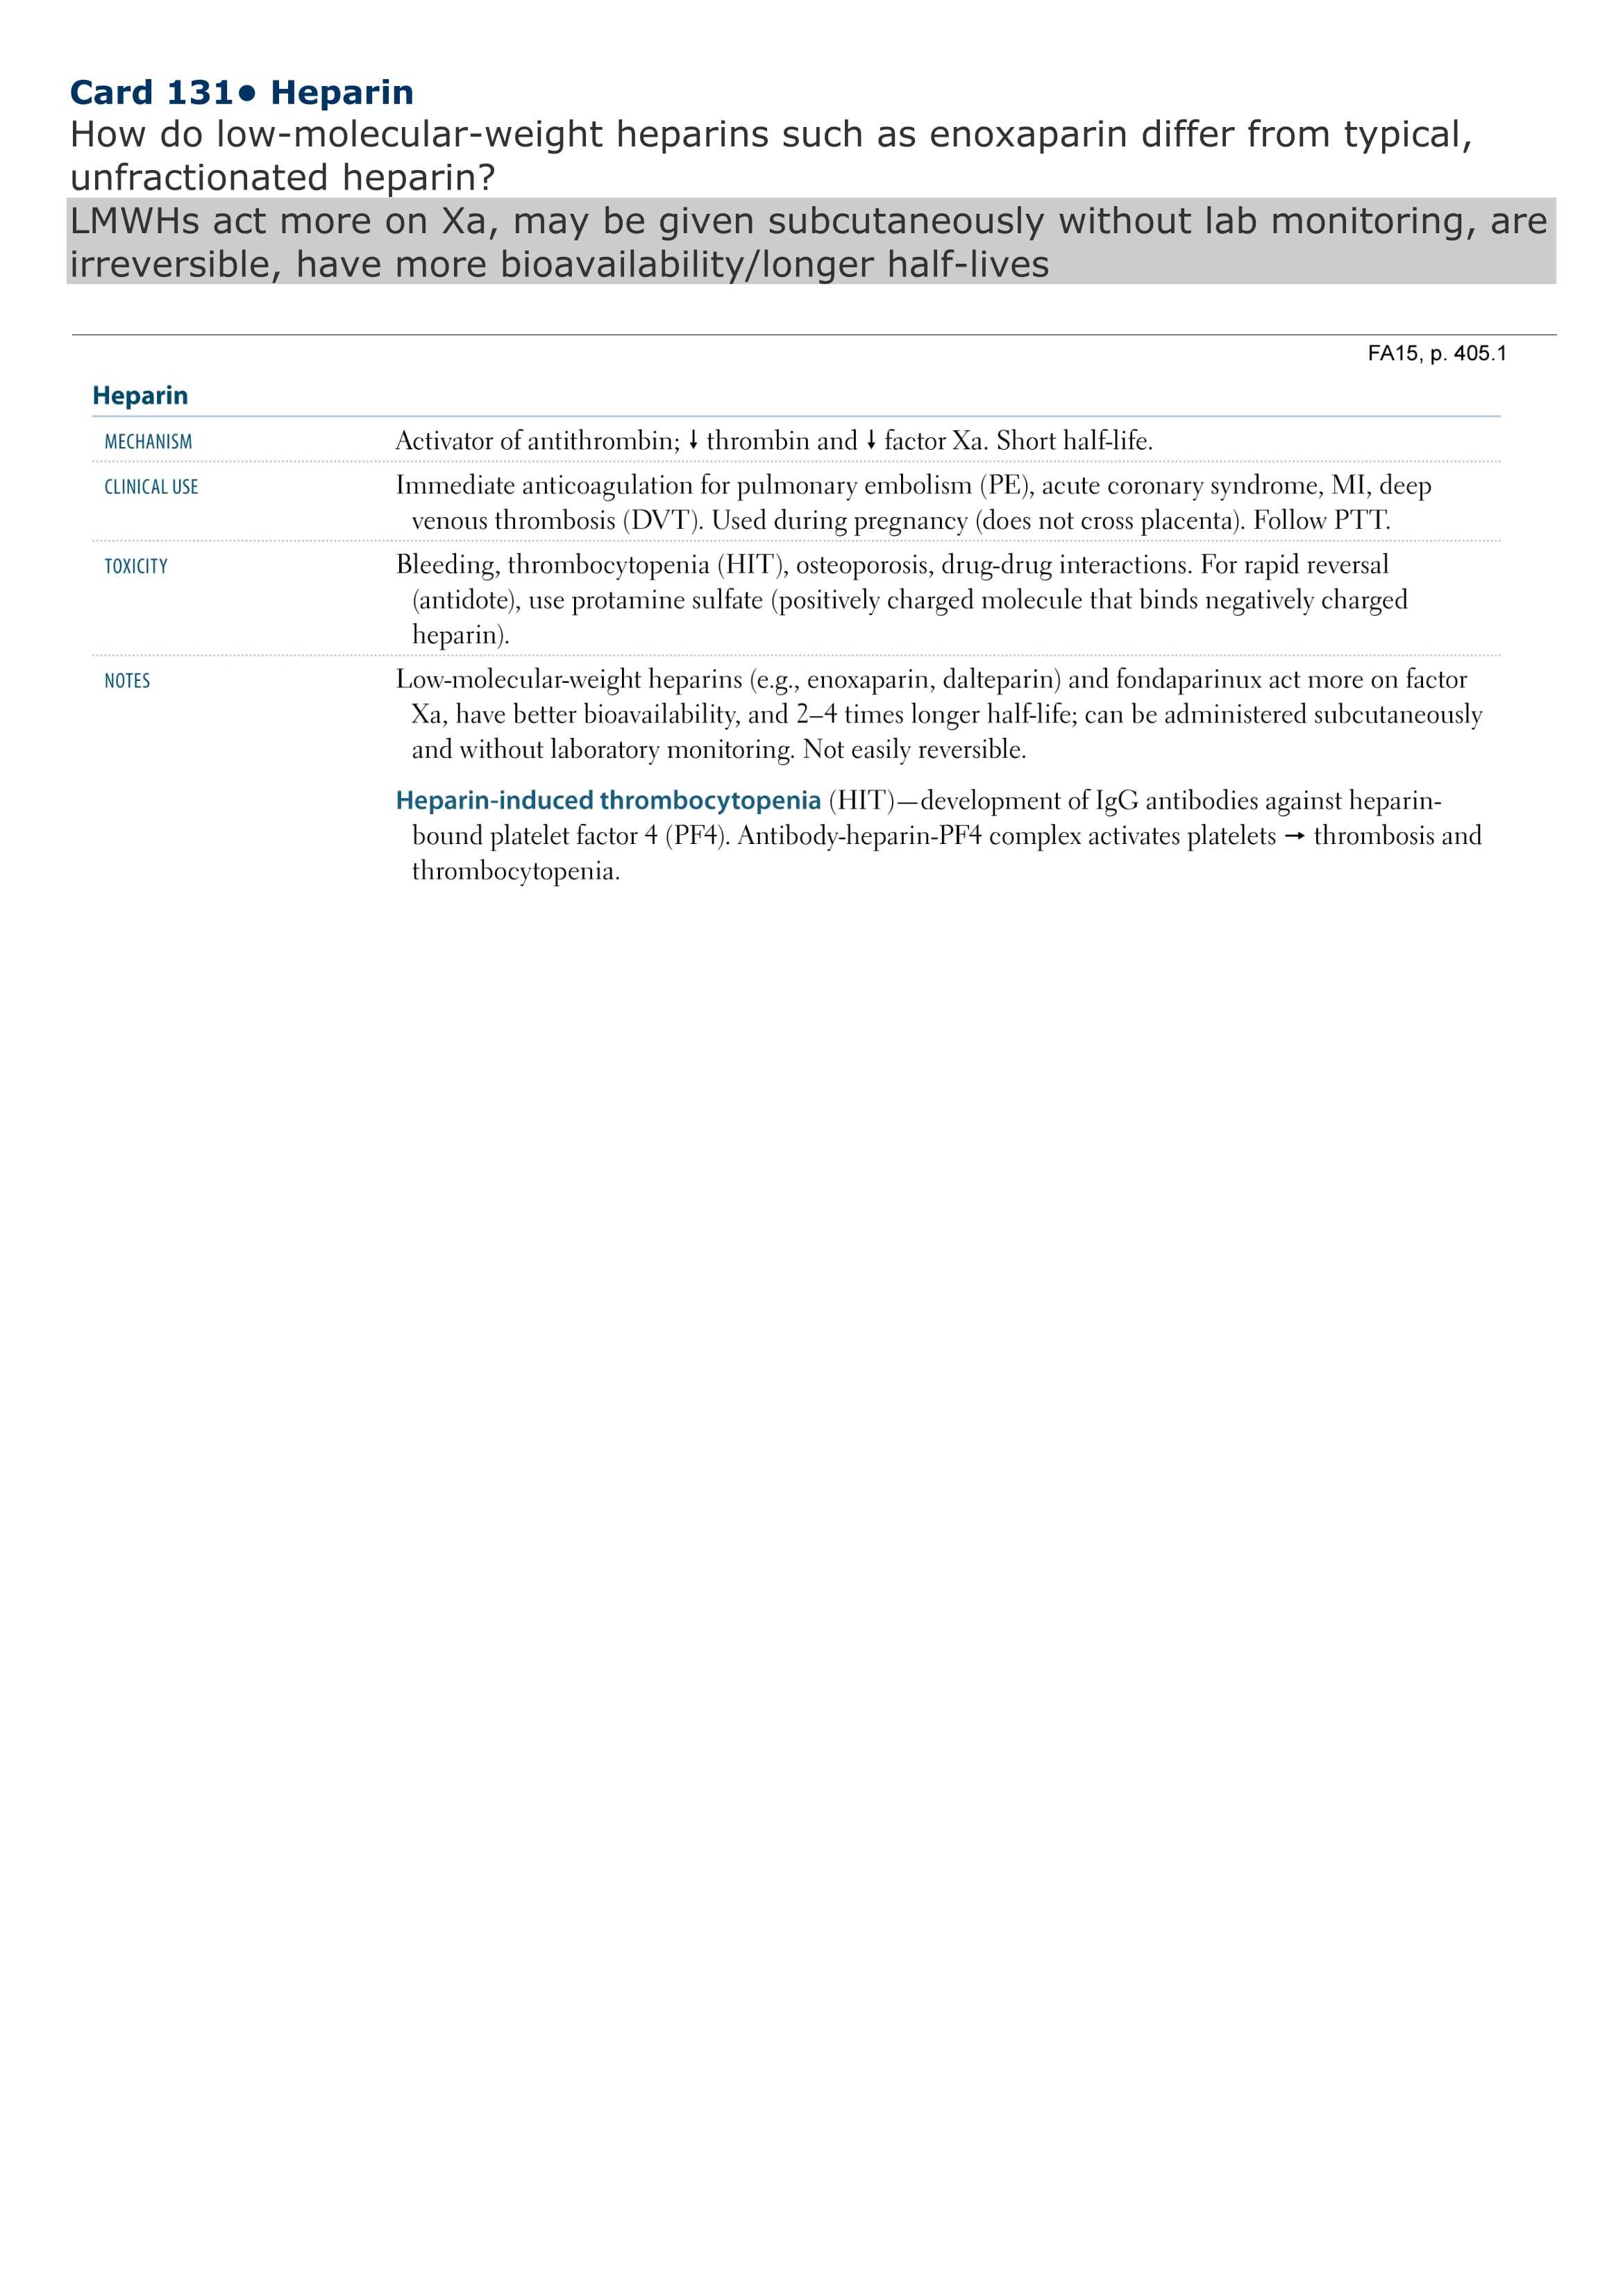 Card 131• Heparin
How do low-molecular-weight heparins such as enoxaparin differ from typical,
unfractionated heparin?
LMWHs act more on Xa, may be given subcutaneously without lab monitoring, are
irreversible, have more bioavailability/longer half-lives
FA15, p. 405.1
Heparin
MECHANISM Activator of antithrombin; ↓ thrombin and ↓ factor Xa. Short half-life.
CLINICAL USE Immediate anticoagulation for pulmonary embolism (PE), acute coronary syndrome, MI, deep
venous thrombosis (DVT). Used during pregnancy (does not cross placenta). Follow PTT.
TOXICITY Bleeding, thrombocytopenia (HIT), osteoporosis, drug-drug interactions. For rapid reversal
(antidote), use protamine sulfate (positively charged molecule that binds negatively charged
heparin).
NOTES Low-molecular-weight heparins (e.g., enoxaparin, dalteparin) and fondaparinux act more on factor
Xa, have better bioavailability, and 2–4 times longer half-life; can be administered subcutaneously
and without laboratory monitoring. Not easily reversible.
Heparin-induced thrombocytopenia (HIT)—development of IgG antibodies against heparin-
bound platelet factor 4 (PF4). Antibody-heparin-PF4 complex activates platelets → thrombosis and
thrombocytopenia.